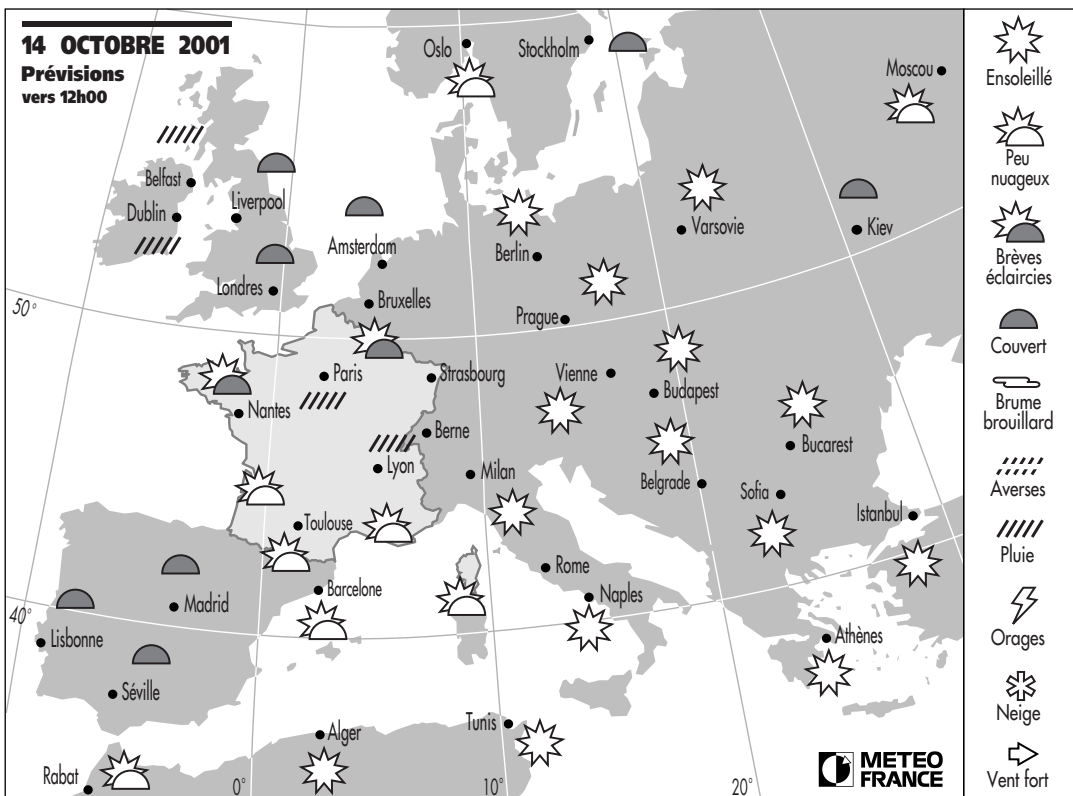 14 OCTOBRE 2001
Prévisions
vers 12h00
Oslo
Stockholm
Moscou
Belfast
Dublin
Liverpool
Varsovie
Kiev
Amsterdam
Berlin
Londres
Bruxelles
50°
Prague
Paris
Strasbourg
Vienne
Budapest
Nantes
Berne
Bucarest
Lyon
Milan
Belgrade
Sofia
Istanbul
Toulouse
Rome
Barcelone
Naples
Madrid
40°
Lisbonne
Athènes
Séville
Tunis
Alger
Rabat
0°
10°
20°
METEO
FRANCE
Ensoleillé
Peu
nuageux
Brèves
éclaircies
Couvert
Brume
brouillard
Averses
Pluie
Orages
Neige
Vent fort